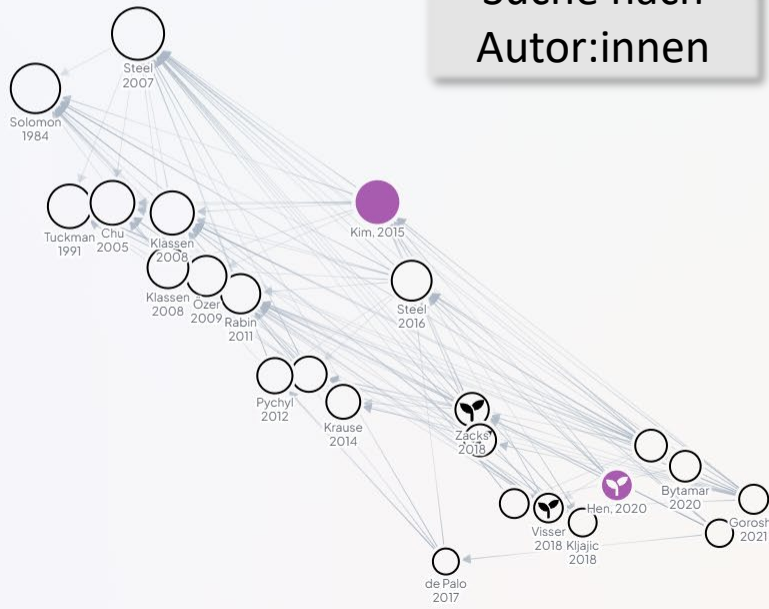 Suche nach
Autor:innen
Steel
2007
Solomon
1984
Tuckman
1991
Chu
2005
Klassen
2008
Kim, 2015
Klassen
2008
Özer
2009
Rabin
2011
Steel
2016
Pychyl
2012
Krause
2014
Zacks
2018
Hen, 2020
Bytamar
2020
Visser
2018
Kljajic
2018
2021
de Palo
2017